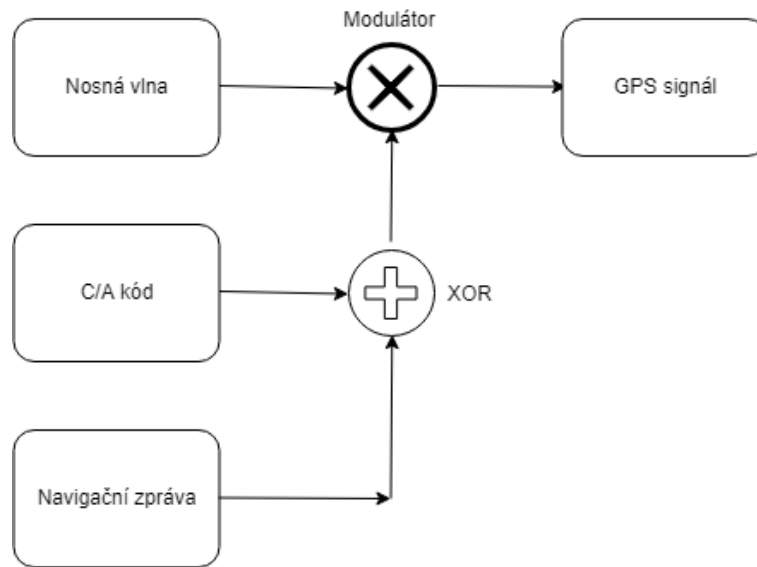 Modulátor
Nosná vlna
GPS signál
C/A kód
XOR
Navigační zpráva